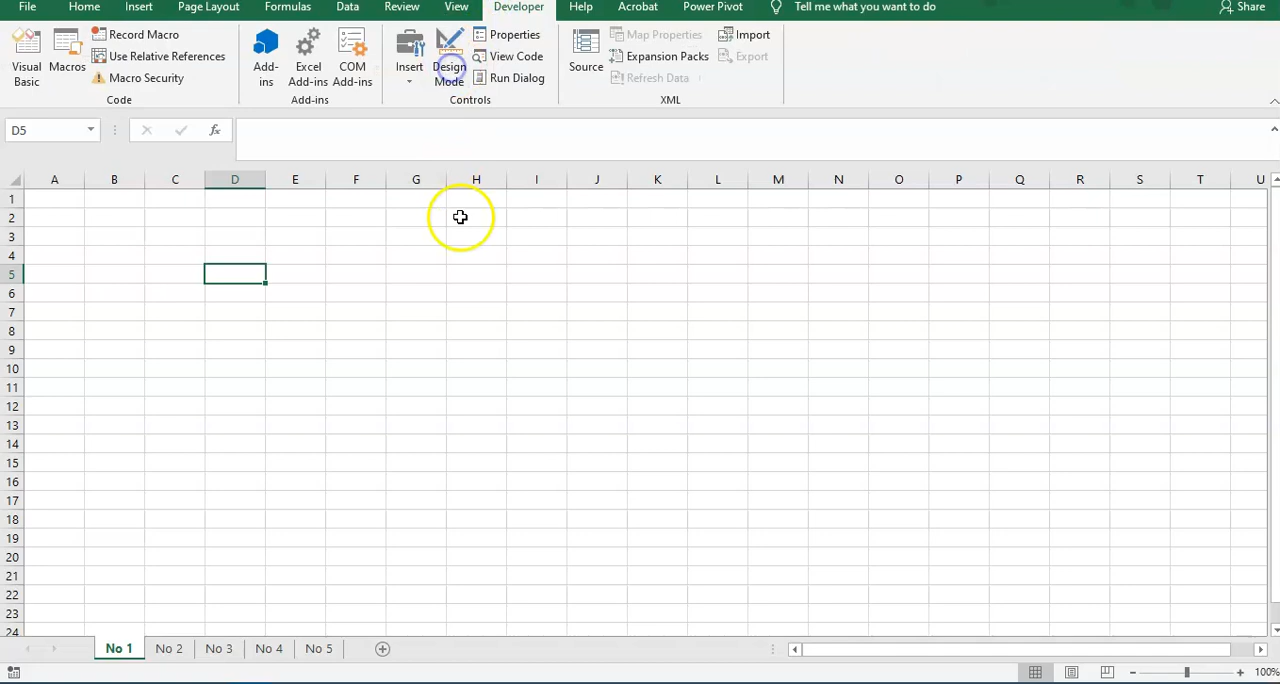 File Home Insert Page Layout Formulas Data Review View Developer Help Acrobat Power Pivot Tell me what you want to do Share
Visual Basic
Macros
Record Macro
Use Relative References
Macro Security
Code
Add-ins
Excel Add-ins
COM Add-ins
Add-ins
Insert
Design Mode
Properties
View Code
Run Dialog
Controls
Source
Map Properties
Expansion Packs
Refresh Data
Import
Export
XML
D5 fx
A B C D E F G H I J K L M N O P Q R S T U
1
2
3
4
5
6
7
8
9
10
11
12
13
14
15
16
17
18
19
20
21
22
23
24
No 1 No 2 No 3 No 4 No 5
100%